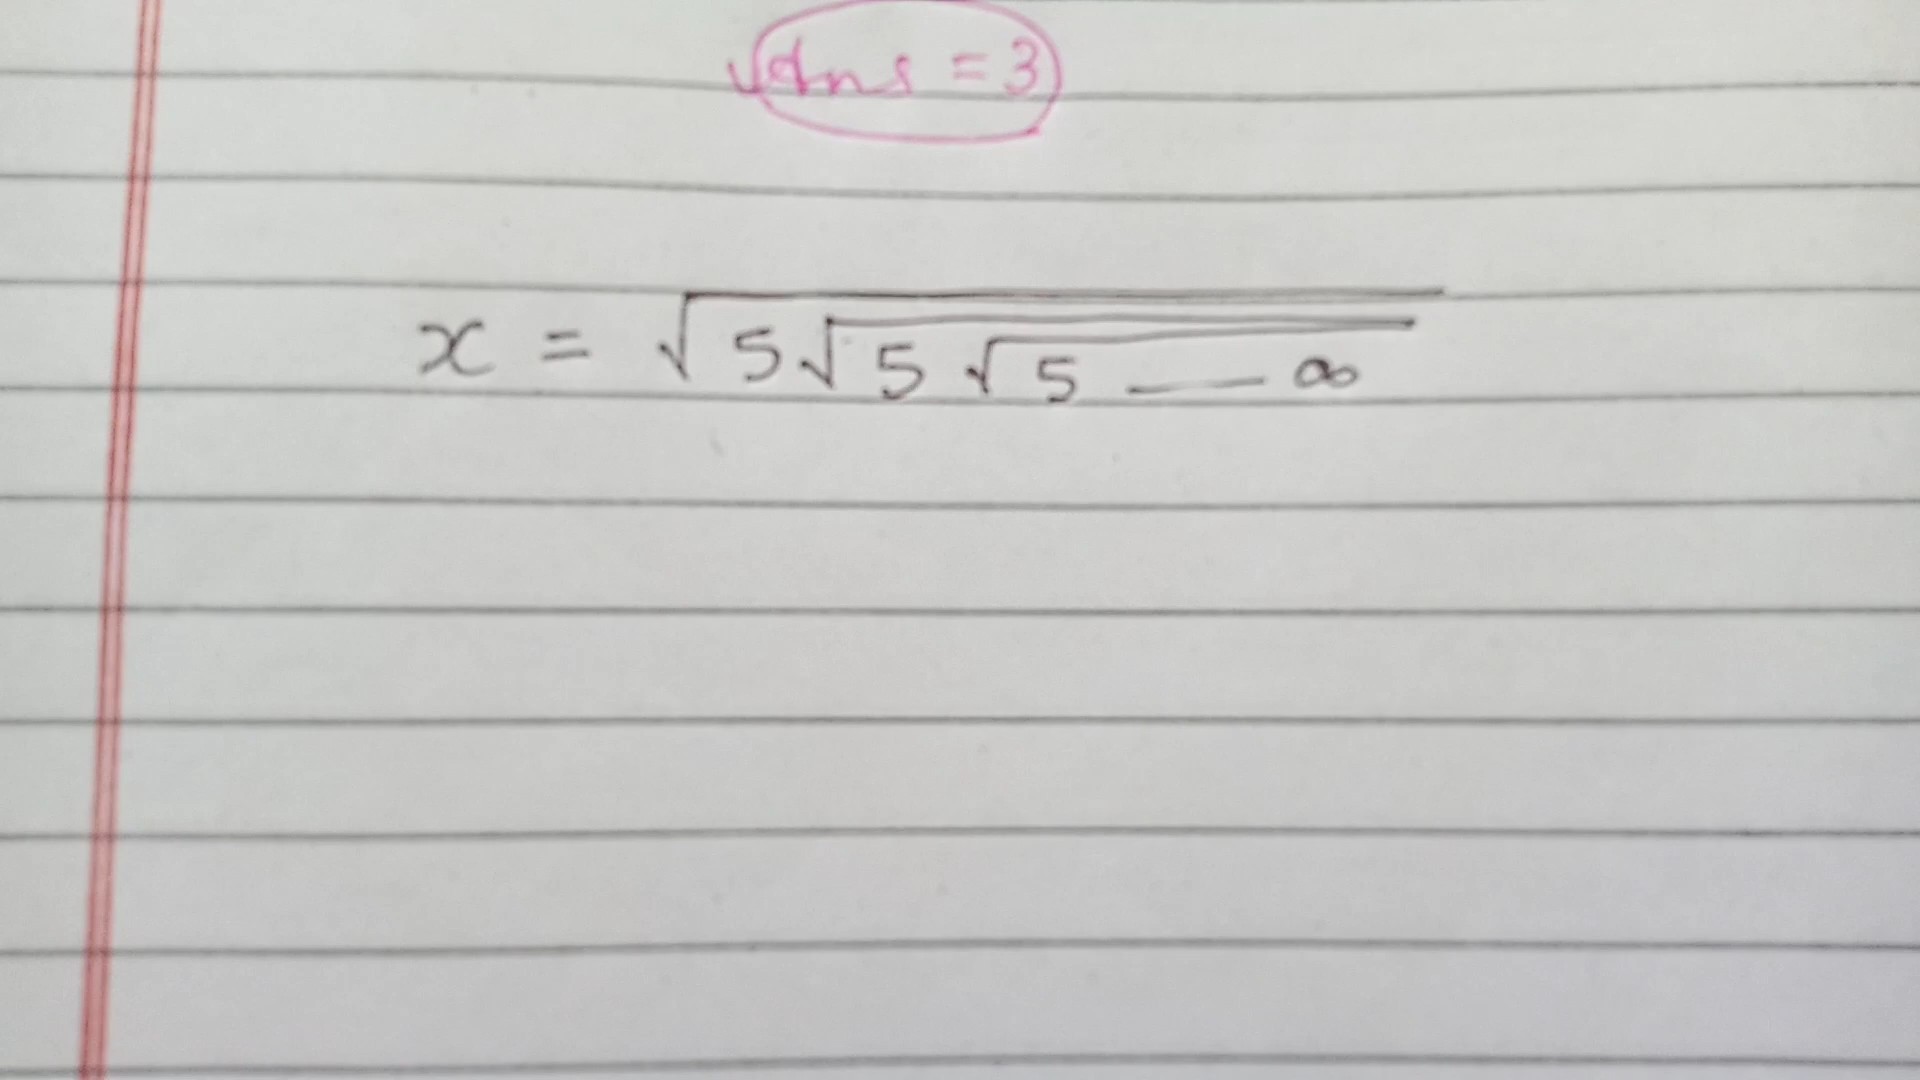 Ans = 3
x = √5√5√5 — ∞